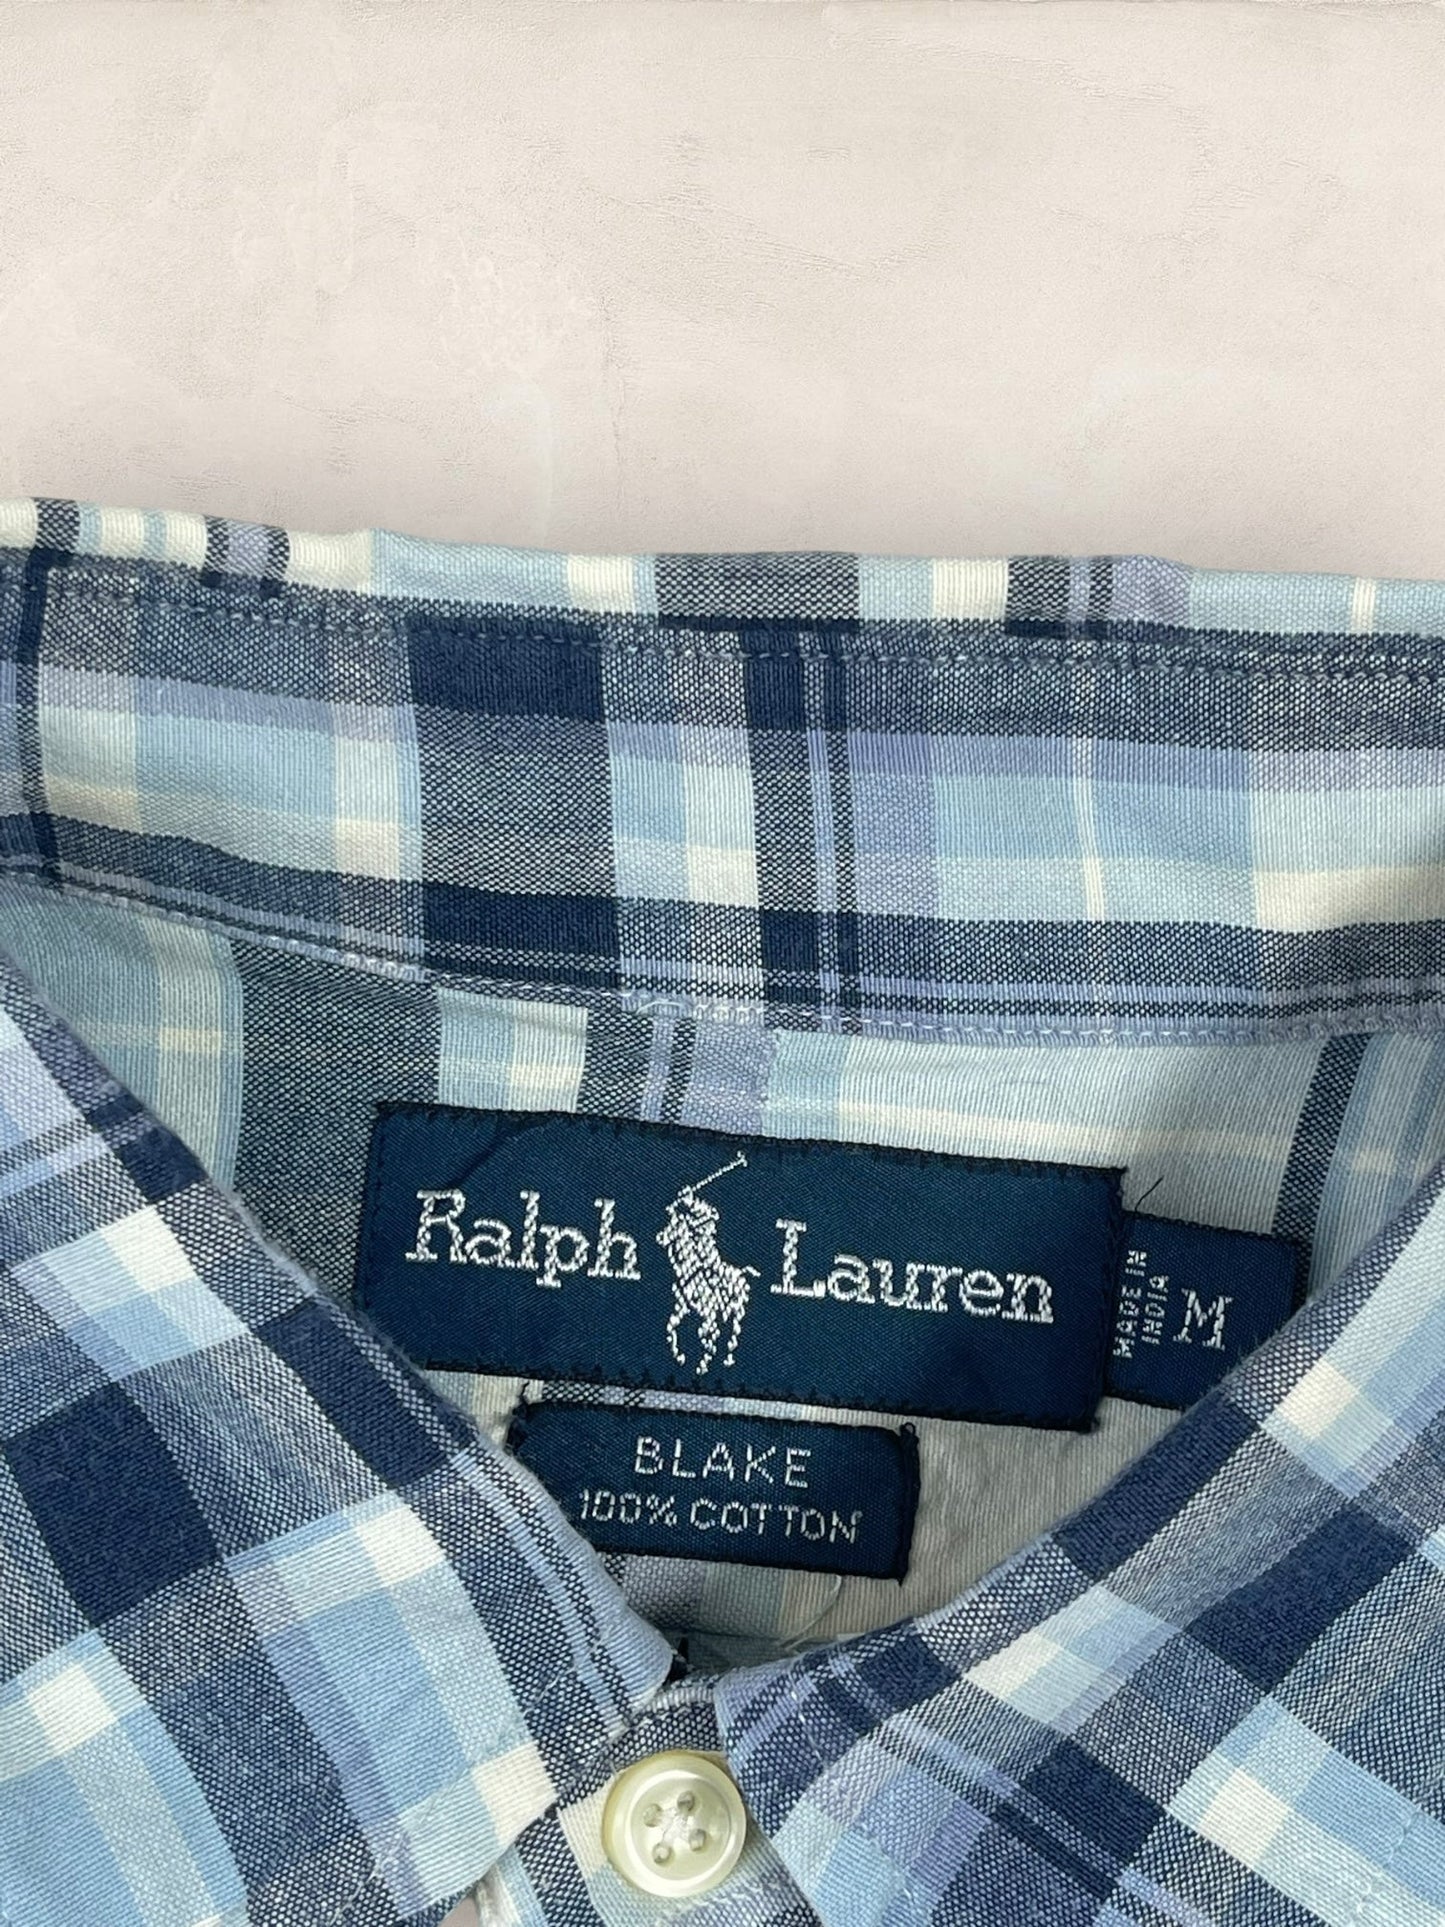 Ralph Lauren
MADE IN
INDIA
M
BLAKE
100% COTTON